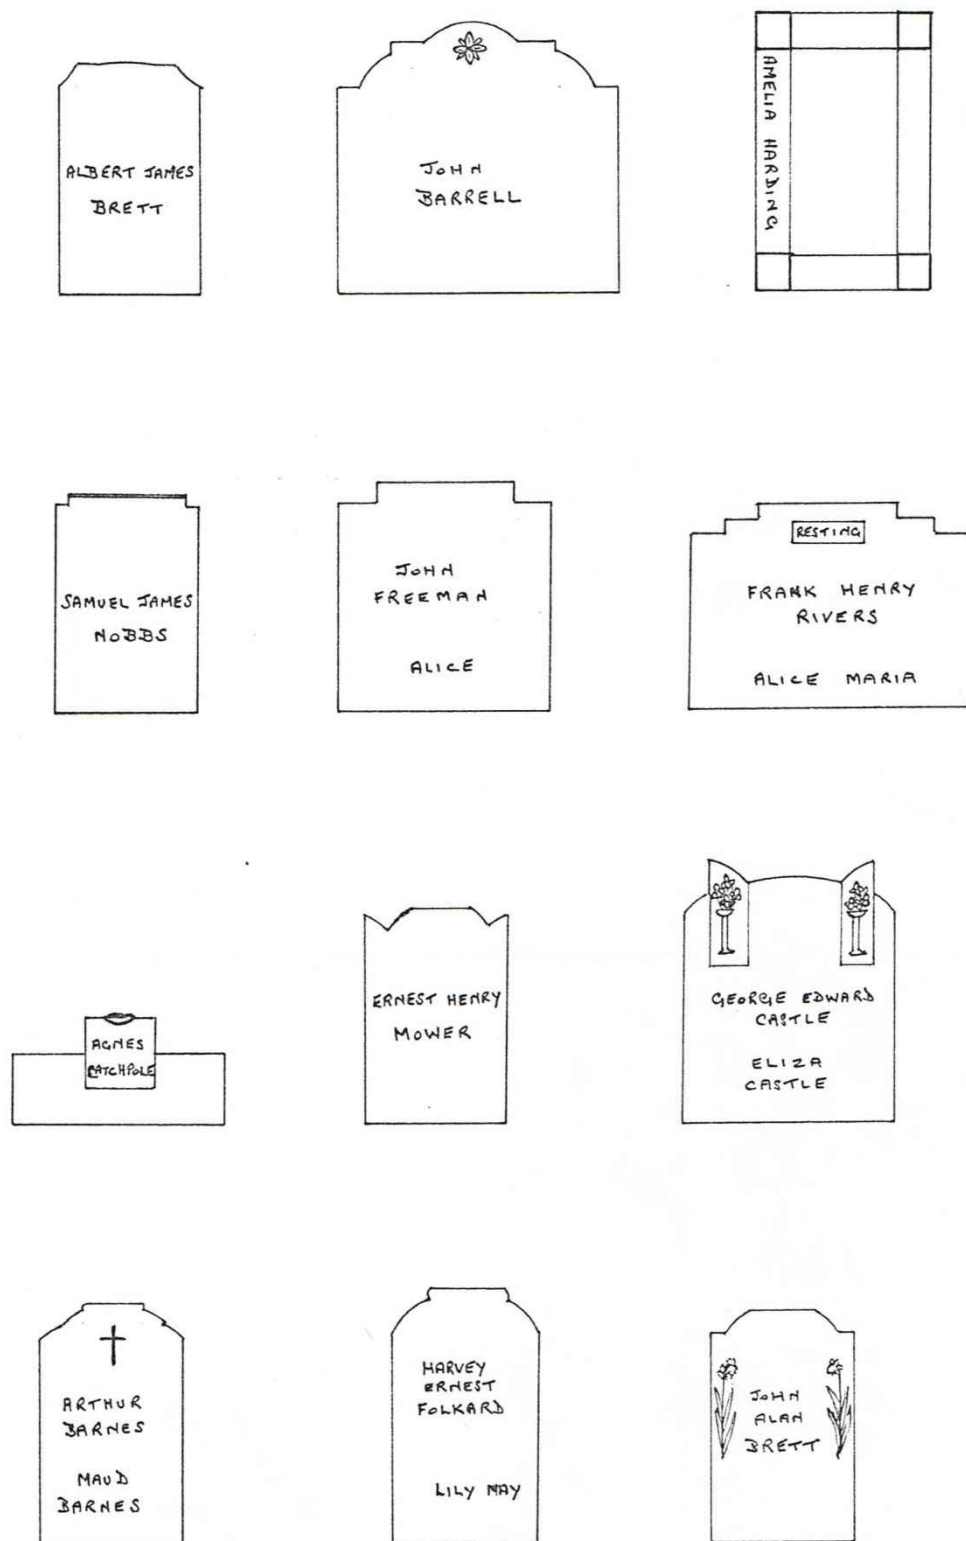 ALBERT JAMES
BRETT
JOHN
BARRELL
AMELIA HARDING
SAMUEL JAMES
NOBBS
JOHN
FREEMAN
ALICE
RESTING
FRANK HENRY
RIVERS
ALICE MARIA
AGNES
CATCHPOLE
ERNEST HENRY
MOWER
GEORGE EDWARD
CASTLE
ELIZA
CASTLE
ARTHUR
BARNES
MAUD
BARNES
HARVEY
ERNEST
FOLKARD
LILY MAY
JOHN
ALAN
BRETT